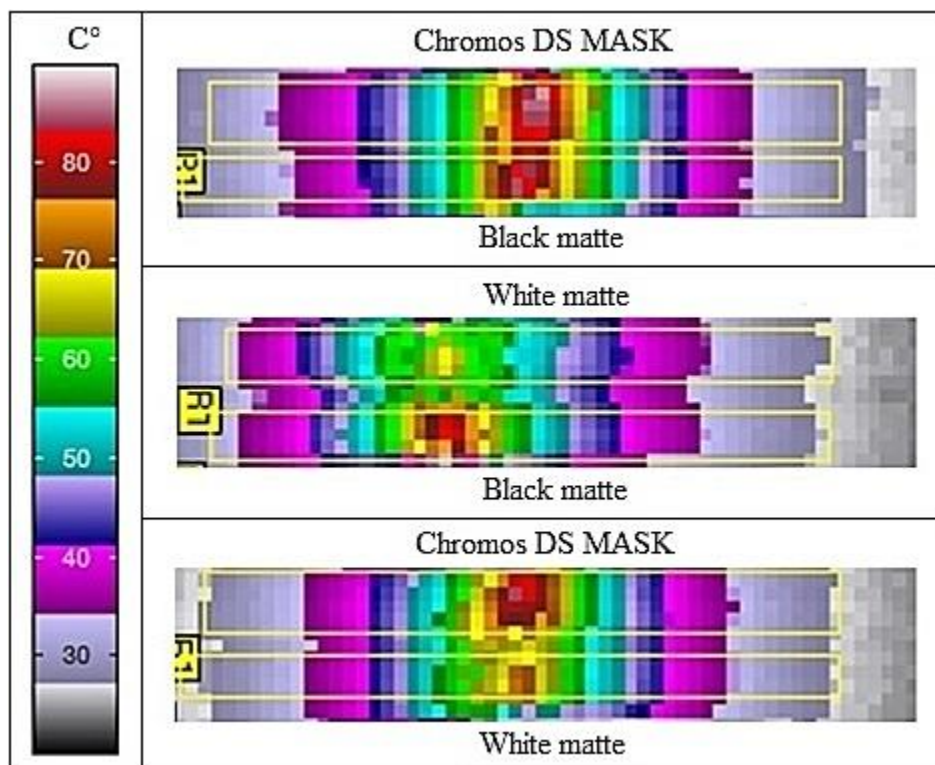 C°
80
70
60
50
40
30
Chromos DS MASK
Black matte
White matte
R1
Black matte
Chromos DS MASK
White matte